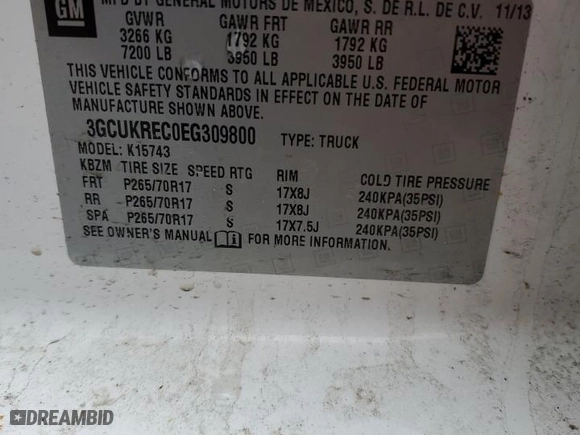 GM
MFD BY GENERAL MOTORS DE MEXICO, S. DE R.L. DE C.V. 11/13
GVWR GAWR FRT GAWR RR
3266 KG 1792 KG 1792 KG
7200 LB 3950 LB 3950 LB
THIS VEHICLE CONFORMS TO ALL APPLICABLE U.S. FEDERAL MOTOR
VEHICLE SAFETY STANDARDS IN EFFECT ON THE DATE OF
MANUFACTURE SHOWN ABOVE.
3GCUKREC0EG309800 TYPE: TRUCK
MODEL: K15743
KBZM TIRE SIZE SPEED RTG RIM COLD TIRE PRESSURE
FRT P265/70R17 S 17X8J 240KPA(35PSI)
RR P265/70R17 S 17X8J 240KPA(35PSI)
SPA P265/70R17 S 17X7.5J 240KPA(35PSI)
SEE OWNER'S MANUAL FOR MORE INFORMATION.
DREAMBID